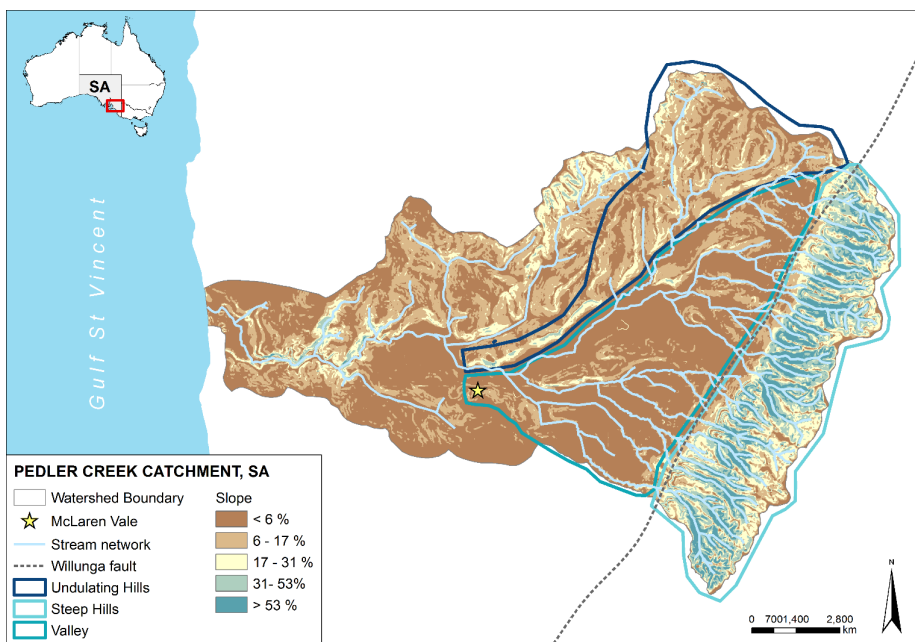 SA
Gulf St Vincent
PEDLER CREEK CATCHMENT, SA
Watershed Boundary
McLaren Vale
Stream network
Willunga fault
Undulating Hills
Steep Hills
Valley
Slope
< 6 %
6 - 17 %
17 - 31 %
31- 53%
> 53 %
N
0 7001,400 2,800
km